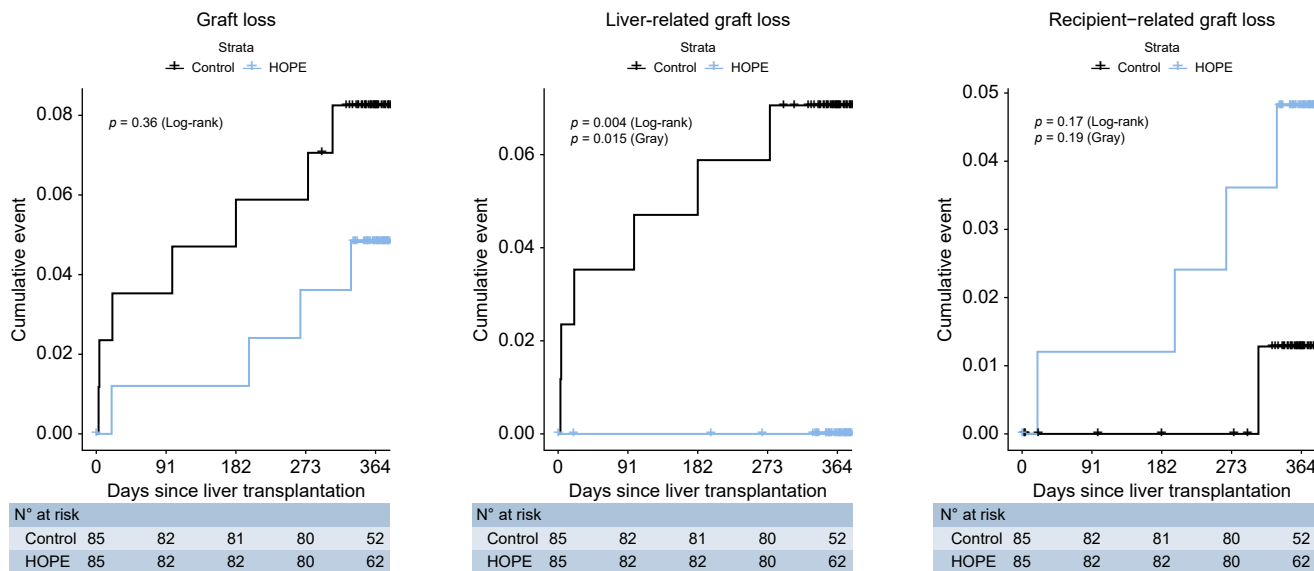 Graft loss
Strata
Control HOPE
p = 0.36 (Log-rank)
Cumulative event
0.08
0.06
0.04
0.02
0.00
0 91 182 273 364
Days since liver transplantation
N° at risk
Control 85 82 81 80 52
HOPE 85 82 82 80 62
Liver-related graft loss
Strata
Control HOPE
p = 0.004 (Log-rank)
p = 0.015 (Gray)
Cumulative event
0.06
0.04
0.02
0.00
0 91 182 273 364
Days since liver transplantation
N° at risk
Control 85 82 81 80 52
HOPE 85 82 82 80 62
Recipient−related graft loss
Strata
Control HOPE
p = 0.17 (Log-rank)
p = 0.19 (Gray)
Cumulative event
0.05
0.04
0.03
0.02
0.01
0.00
0 91 182 273 364
Days since liver transplantation
N° at risk
Control 85 82 81 80 52
HOPE 85 82 82 80 62